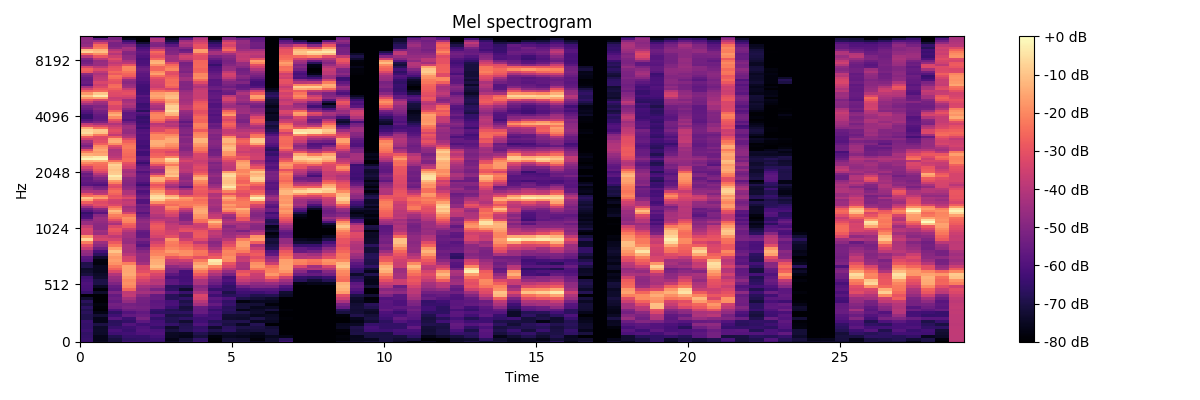 Mel spectrogram
Hz
8192
4096
2048
1024
512
0
0 5 10 15 20 25
Time
+0 dB
-10 dB
-20 dB
-30 dB
-40 dB
-50 dB
-60 dB
-70 dB
-80 dB